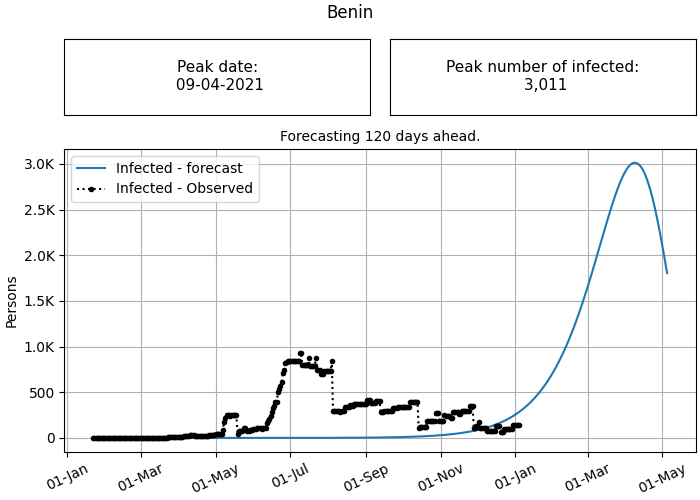 Benin
Peak date:
09-04-2021
Peak number of infected:
3,011
Forecasting 120 days ahead.
Infected - forecast
Infected - Observed
3.0K
2.5K
2.0K
1.5K
1.0K
500
0
Persons
01-Jan
01-Mar
01-May
01-Jul
01-Sep
01-Nov
01-Jan
01-Mar
01-May